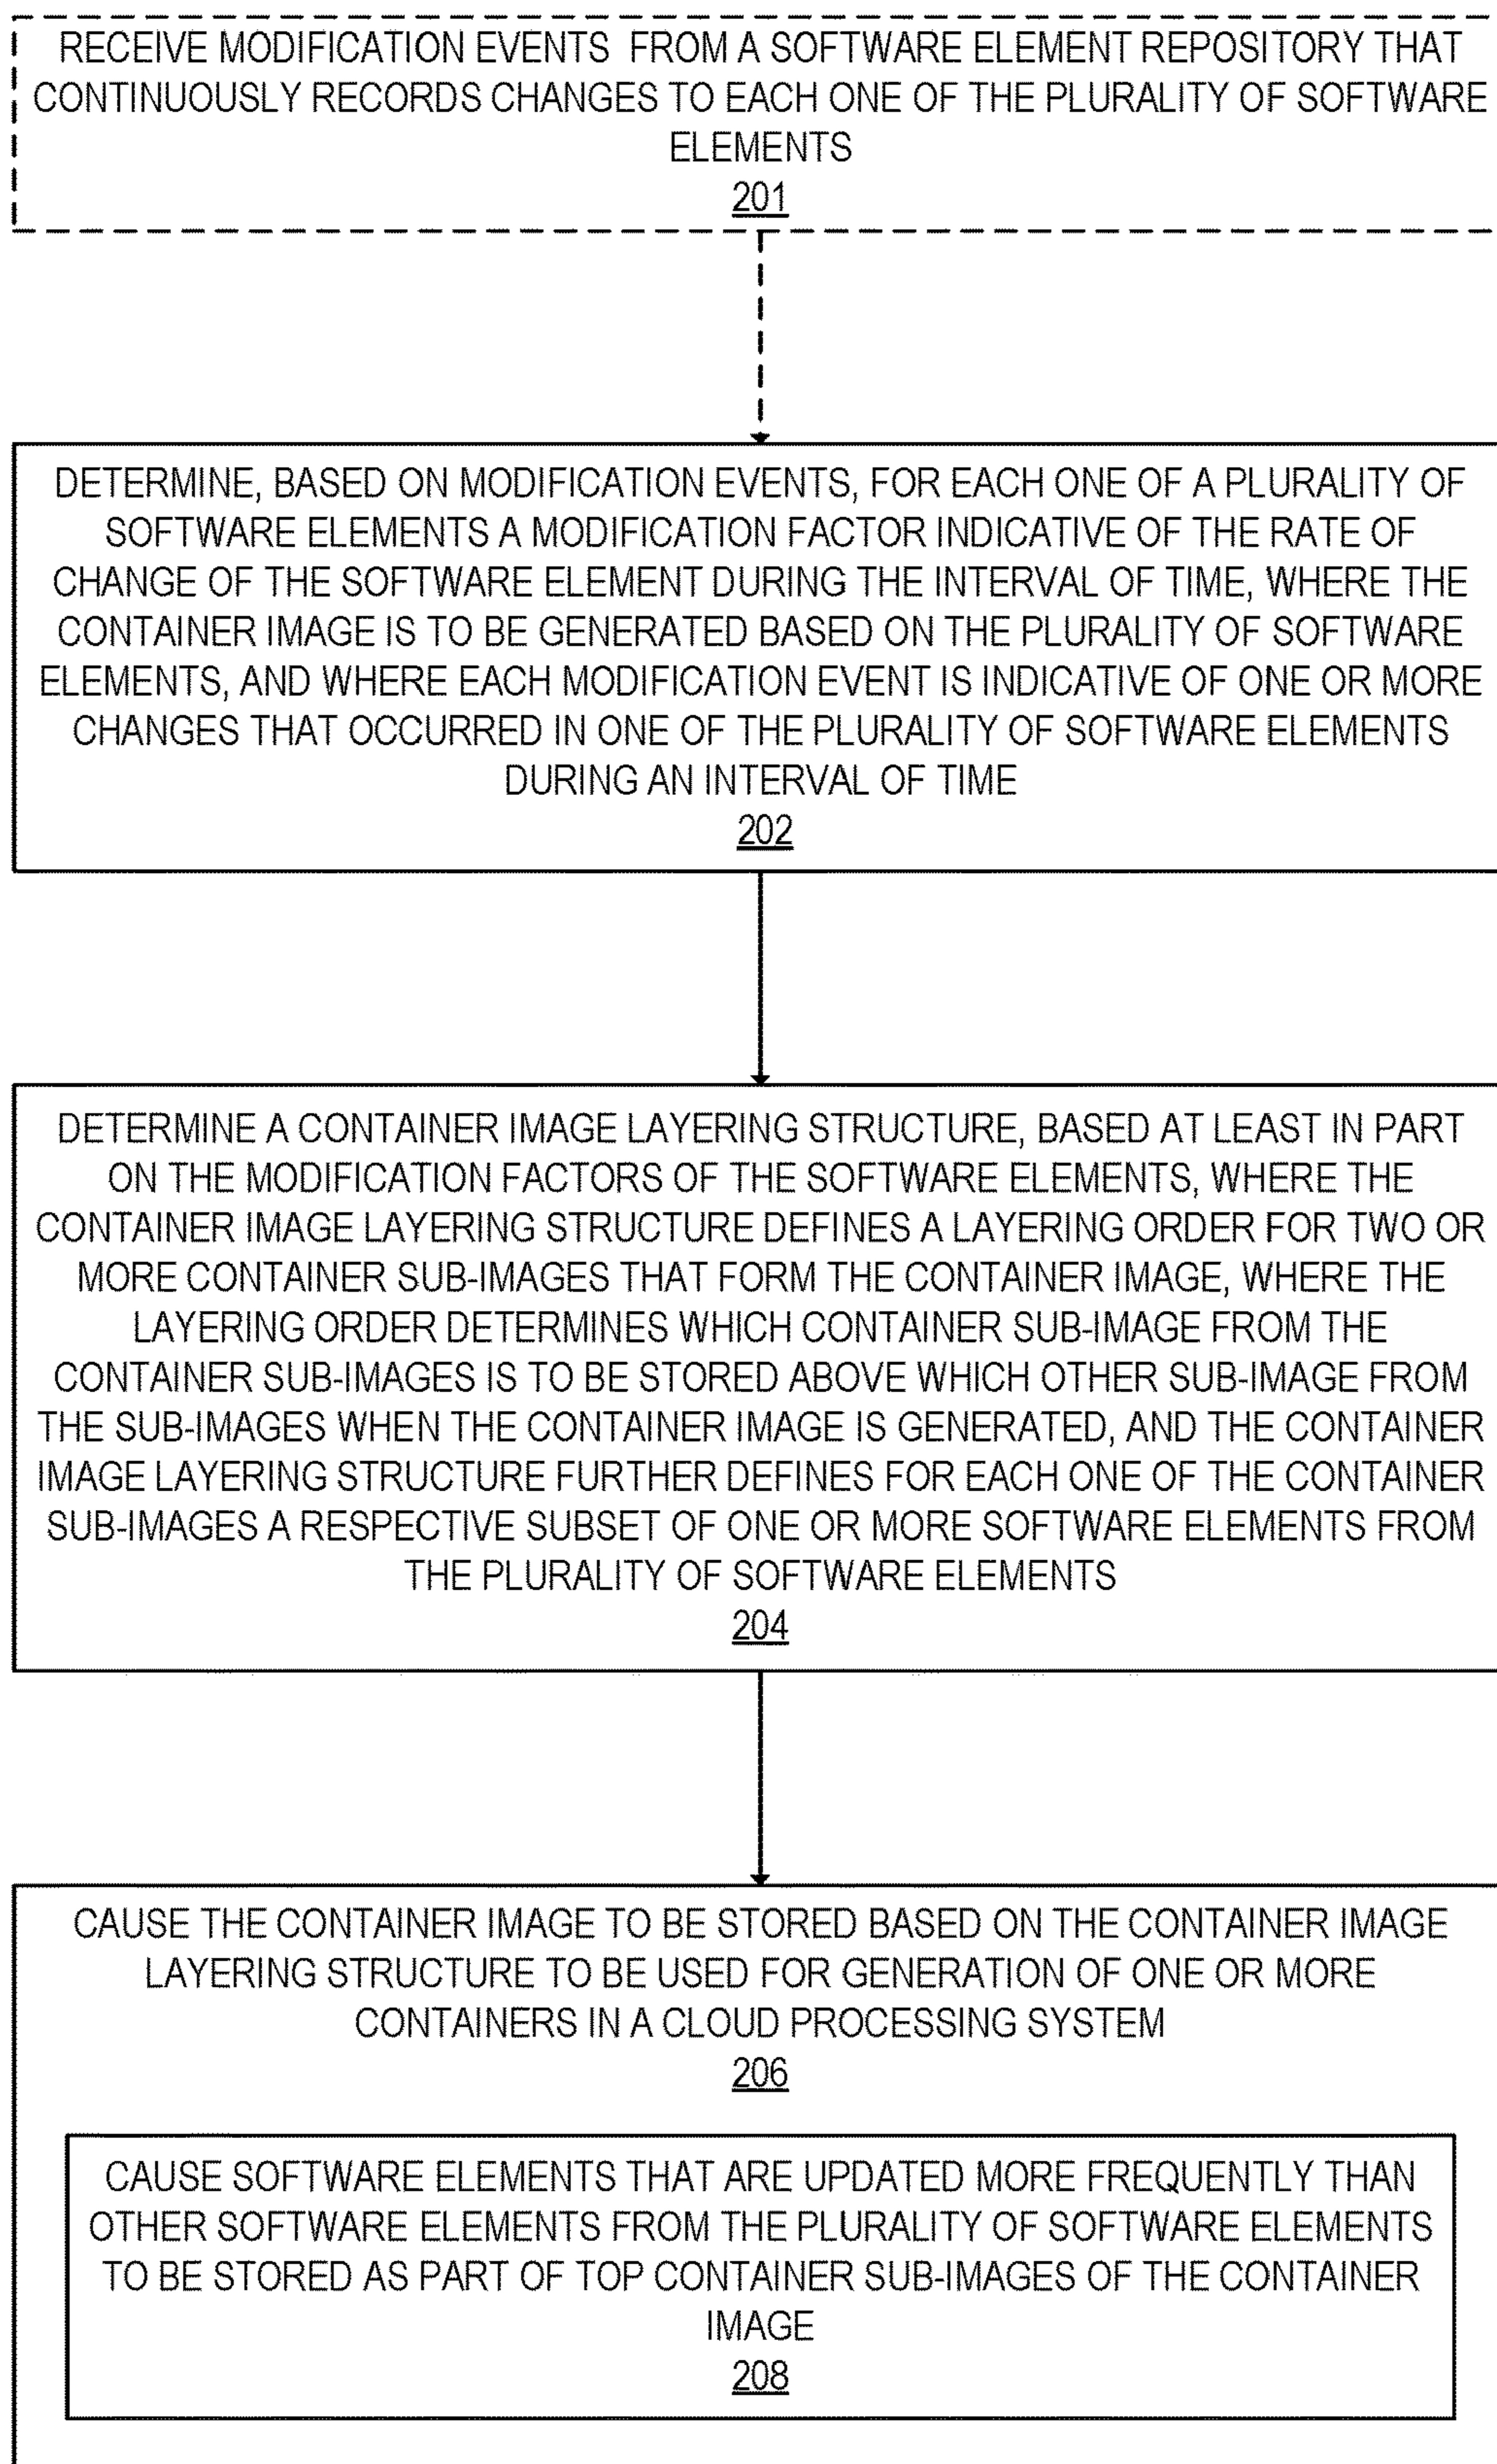 RECEIVE MODIFICATION EVENTS FROM A SOFTWARE ELEMENT REPOSITORY THAT
CONTINUOUSLY RECORDS CHANGES TO EACH ONE OF THE PLURALITY OF SOFTWARE
ELEMENTS
201
DETERMINE, BASED ON MODIFICATION EVENTS, FOR EACH ONE OF A PLURALITY OF
SOFTWARE ELEMENTS A MODIFICATION FACTOR INDICATIVE OF THE RATE OF
CHANGE OF THE SOFTWARE ELEMENT DURING THE INTERVAL OF TIME, WHERE THE
CONTAINER IMAGE IS TO BE GENERATED BASED ON THE PLURALITY OF SOFTWARE
ELEMENTS, AND WHERE EACH MODIFICATION EVENT IS INDICATIVE OF ONE OR MORE
CHANGES THAT OCCURRED IN ONE OF THE PLURALITY OF SOFTWARE ELEMENTS
DURING AN INTERVAL OF TIME
202
DETERMINE A CONTAINER IMAGE LAYERING STRUCTURE, BASED AT LEAST IN PART
ON THE MODIFICATION FACTORS OF THE SOFTWARE ELEMENTS, WHERE THE
CONTAINER IMAGE LAYERING STRUCTURE DEFINES A LAYERING ORDER FOR TWO OR
MORE CONTAINER SUB-IMAGES THAT FORM THE CONTAINER IMAGE, WHERE THE
LAYERING ORDER DETERMINES WHICH CONTAINER SUB-IMAGE FROM THE
CONTAINER SUB-IMAGES IS TO BE STORED ABOVE WHICH OTHER SUB-IMAGE FROM
THE SUB-IMAGES WHEN THE CONTAINER IMAGE IS GENERATED, AND THE CONTAINER
IMAGE LAYERING STRUCTURE FURTHER DEFINES FOR EACH ONE OF THE CONTAINER
SUB-IMAGES A RESPECTIVE SUBSET OF ONE OR MORE SOFTWARE ELEMENTS FROM
THE PLURALITY OF SOFTWARE ELEMENTS
204
CAUSE THE CONTAINER IMAGE TO BE STORED BASED ON THE CONTAINER IMAGE
LAYERING STRUCTURE TO BE USED FOR GENERATION OF ONE OR MORE
CONTAINERS IN A CLOUD PROCESSING SYSTEM
206
CAUSE SOFTWARE ELEMENTS THAT ARE UPDATED MORE FREQUENTLY THAN
OTHER SOFTWARE ELEMENTS FROM THE PLURALITY OF SOFTWARE ELEMENTS
TO BE STORED AS PART OF TOP CONTAINER SUB-IMAGES OF THE CONTAINER
IMAGE
208